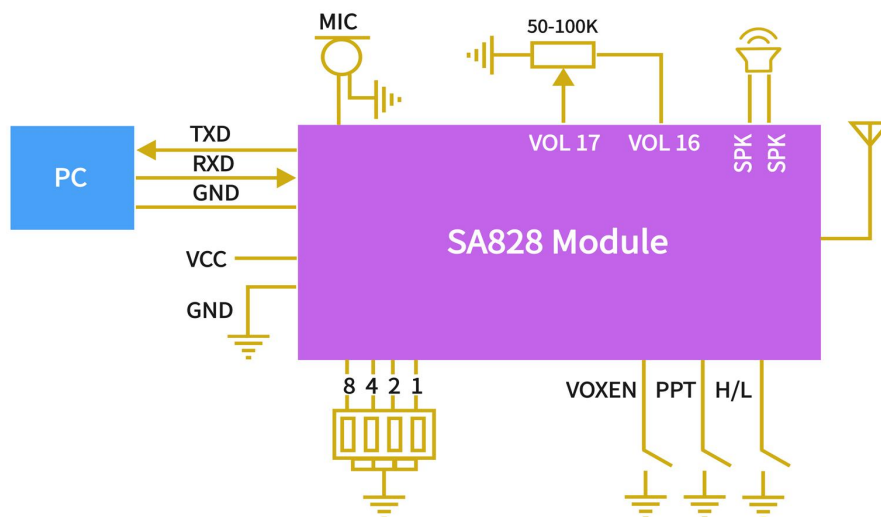 MIC
50-100K
TXD
RXD
GND
PC
VOL 17
VOL 16
SPK
SPK
SA828 Module
VCC
GND
8 4 2 1
VOXEN PPT H/L